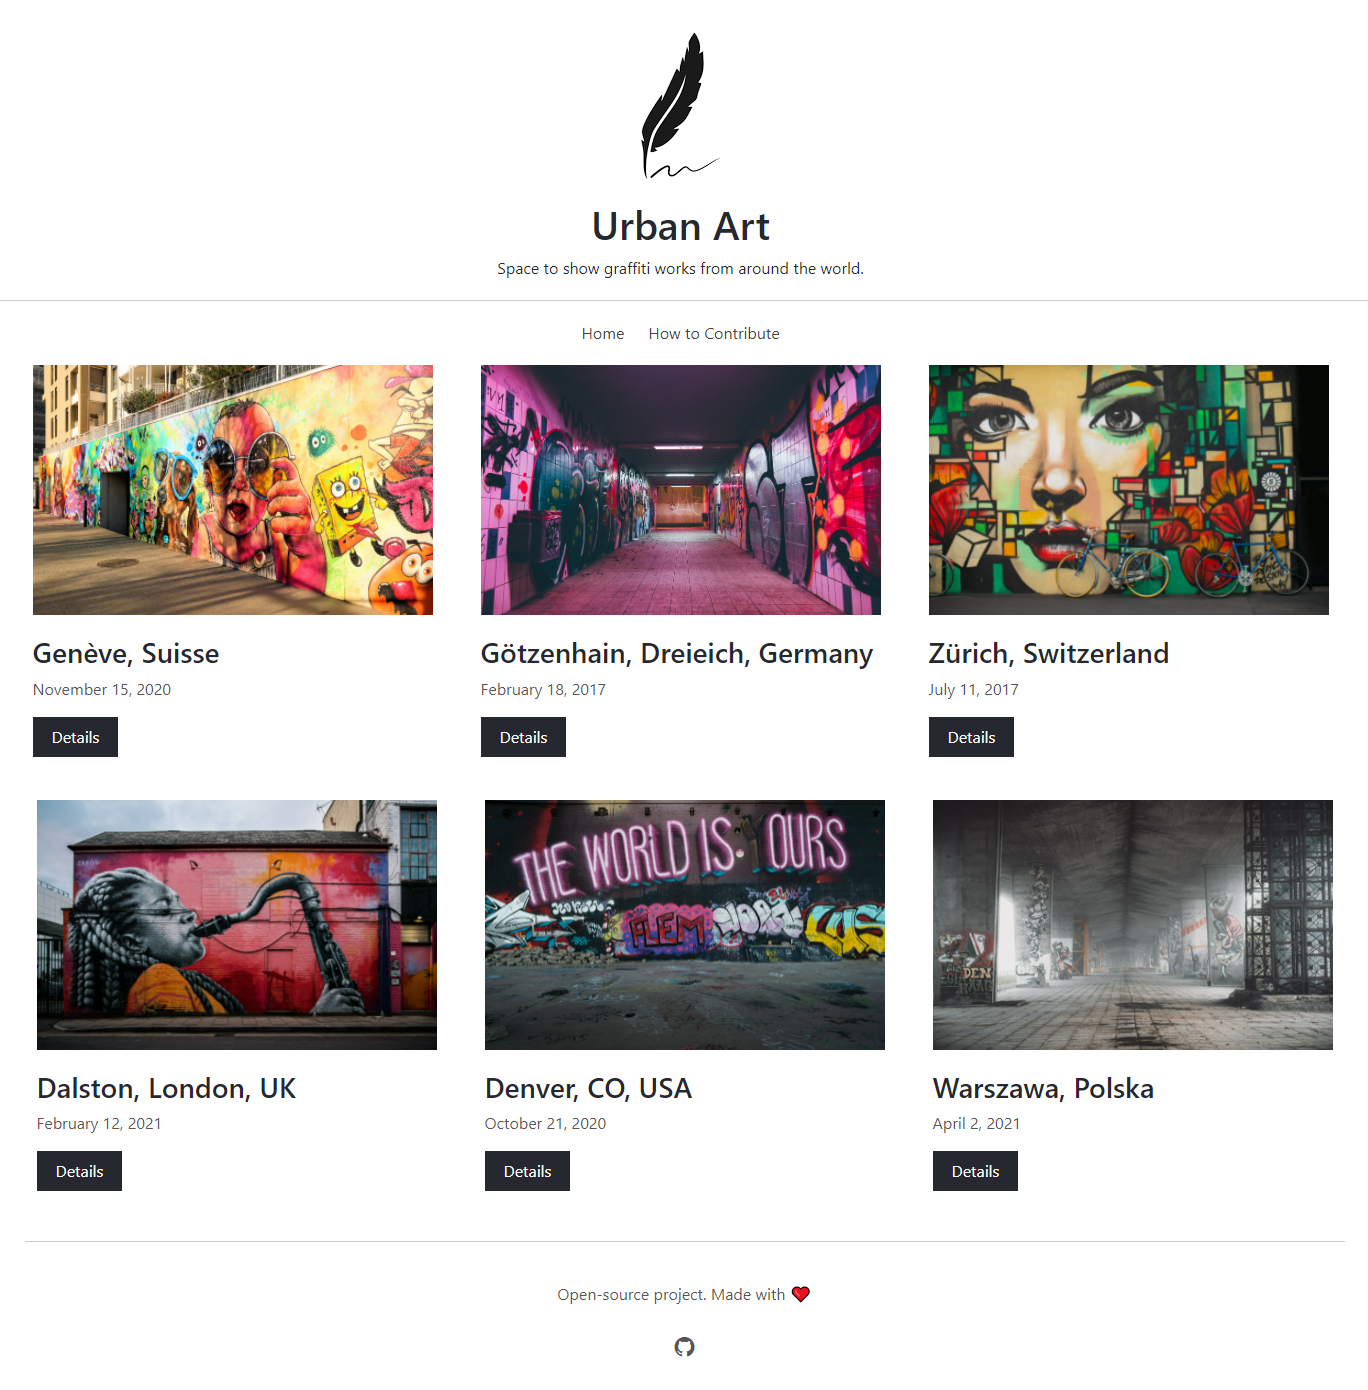 Urban Art
Space to show graffiti works from around the world.
Home How to Contribute
Genève, Suisse
November 15, 2020
Details
Götzenhain, Dreieich, Germany
February 18, 2017
Details
Zürich, Switzerland
July 11, 2017
Details
THE WORLD IS YOURS
FLEM
DEN
Dalston, London, UK
February 12, 2021
Details
Denver, CO, USA
October 21, 2020
Details
Warszawa, Polska
April 2, 2021
Details
Open-source project. Made with